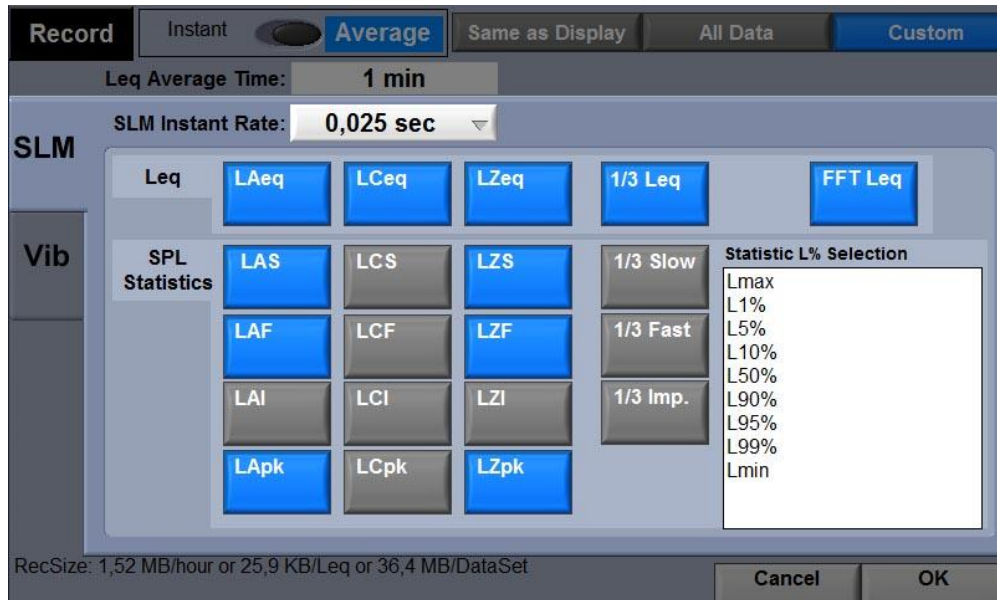 Record Instant Average Same as Display All Data Custom
Leq Average Time: 1 min
SLM Instant Rate: 0,025 sec
SLM
Leq LAeq LCeq LZeq 1/3 Leq FFT Leq
Vib
SPL Statistics
LAS LCS LZS 1/3 Slow
LAF LCF LZF 1/3 Fast
LAI LCI LZI 1/3 Imp.
LApk LCpk LZpk
Statistic L% Selection
Lmax
L1%
L5%
L10%
L50%
L90%
L95%
L99%
Lmin
RecSize: 1,52 MB/hour or 25,9 KB/Leq or 36,4 MB/DataSet
Cancel OK